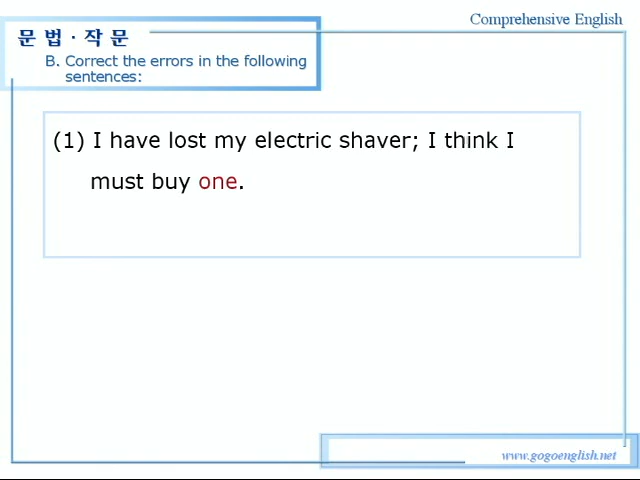 Comprehensive English
문 법 · 작 문
B. Correct the errors in the following
sentences:
(1) I have lost my electric shaver; I think I
must buy one.
www.gogoenglish.net